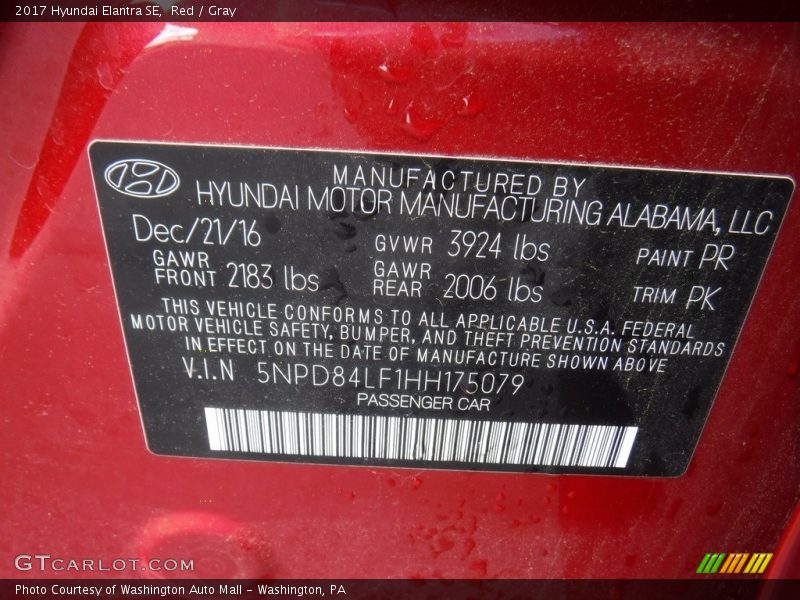 2017 Hyundai Elantra SE, Red / Gray
MANUFACTURED BY
HYUNDAI MOTOR MANUFACTURING ALABAMA, LLC
Dec/21/16 GVWR 3924 lbs PAINT PR
GAWR FRONT 2183 lbs GAWR REAR 2006 lbs TRIM PK
THIS VEHICLE CONFORMS TO ALL APPLICABLE U.S.A. FEDERAL
MOTOR VEHICLE SAFETY, BUMPER, AND THEFT PREVENTION STANDARDS
IN EFFECT ON THE DATE OF MANUFACTURE SHOWN ABOVE
V.I.N 5NPD84LF1HH175079
PASSENGER CAR
GTCARLOT.COM
Photo Courtesy of Washington Auto Mall - Washington, PA